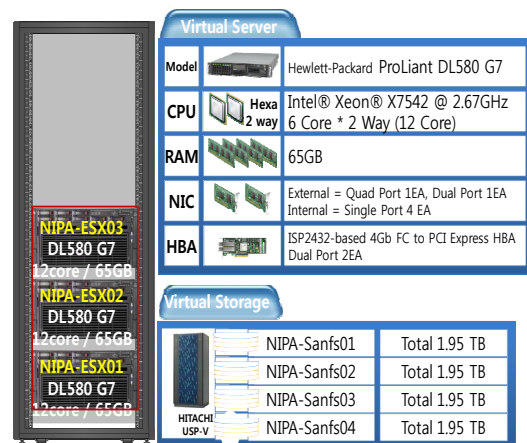 Virtual Server
Model Hewlett-Packard ProLiant DL580 G7
CPU Hexa 2 way Intel® Xeon® X7542 @ 2.67GHz
6 Core * 2 Way (12 Core)
RAM 65GB
NIC External = Quad Port 1EA, Dual Port 1EA
Internal = Single Port 4 EA
HBA ISP2432-based 4Gb FC to PCI Express HBA
Dual Port 2EA
NIPA-ESX03
DL580 G7
12core / 65GB
NIPA-ESX02
DL580 G7
12core / 65GB
NIPA-ESX01
DL580 G7
12core / 65GB
Virtual Storage
HITACHI
USP-V
NIPA-Sanfs01 Total 1.95 TB
NIPA-Sanfs02 Total 1.95 TB
NIPA-Sanfs03 Total 1.95 TB
NIPA-Sanfs04 Total 1.95 TB